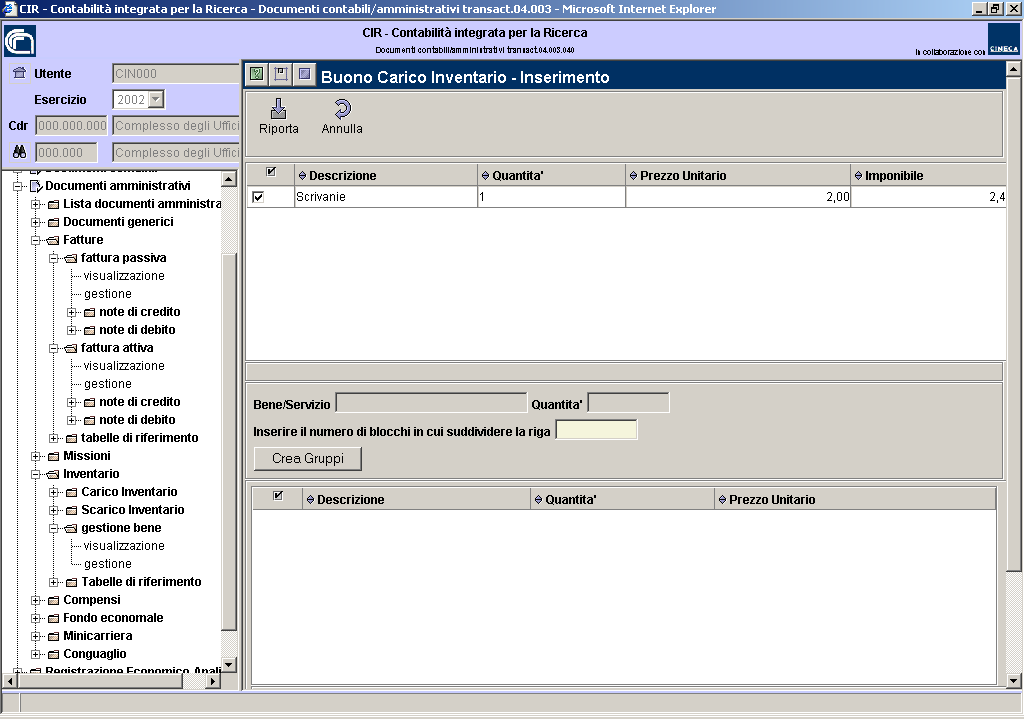 CIR - Contabilità integrata per la Ricerca - Documenti contabili/amministrativi transact.04.003 - Microsoft Internet Explorer
CIR - Contabilità integrata per la Ricerca
Documenti contabili/amministrativi transact.04.003.040
In collaborazione con CINECA
Utente CIN000
Esercizio 2002
Cdr 000.000.000 Complesso degli Uffici
000.000 Complesso degli Uffici
Buono Carico Inventario - Inserimento
Riporta Annulla
Descrizione Quantita' Prezzo Unitario Imponibile
Scrivanie 1 2,00 2,4
Documenti amministrativi
Lista documenti amministra
Documenti generici
Fatture
fattura passiva
visualizzazione
gestione
note di credito
note di debito
fattura attiva
visualizzazione
gestione
note di credito
note di debito
tabelle di riferimento
Missioni
Inventario
Carico Inventario
Scarico Inventario
gestione bene
visualizzazione
gestione
Tabelle di riferimento
Compensi
Fondo economale
Minicarriera
Conguaglio
Registrazione Economico Anali
Bene/Servizio Quantita'
Inserire il numero di blocchi in cui suddividere la riga
Crea Gruppi
Descrizione Quantita' Prezzo Unitario